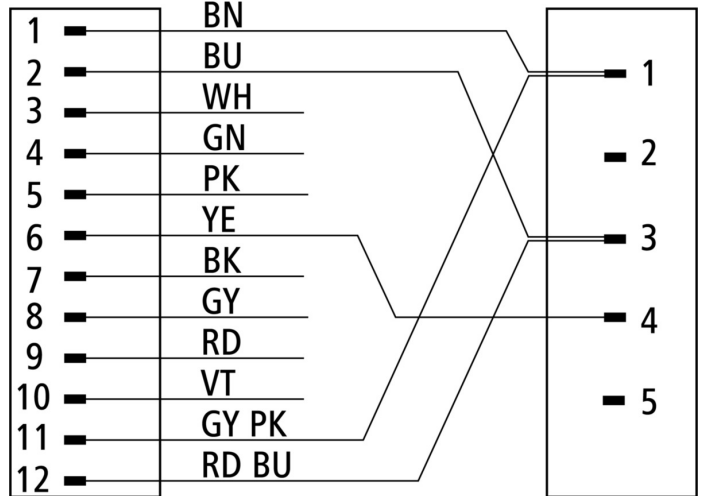 1 BN
2 BU
3 WH
4 GN
5 PK
6 YE
7 BK
8 GY
9 RD
10 VT
11 GY PK
12 RD BU
1
2
3
4
5